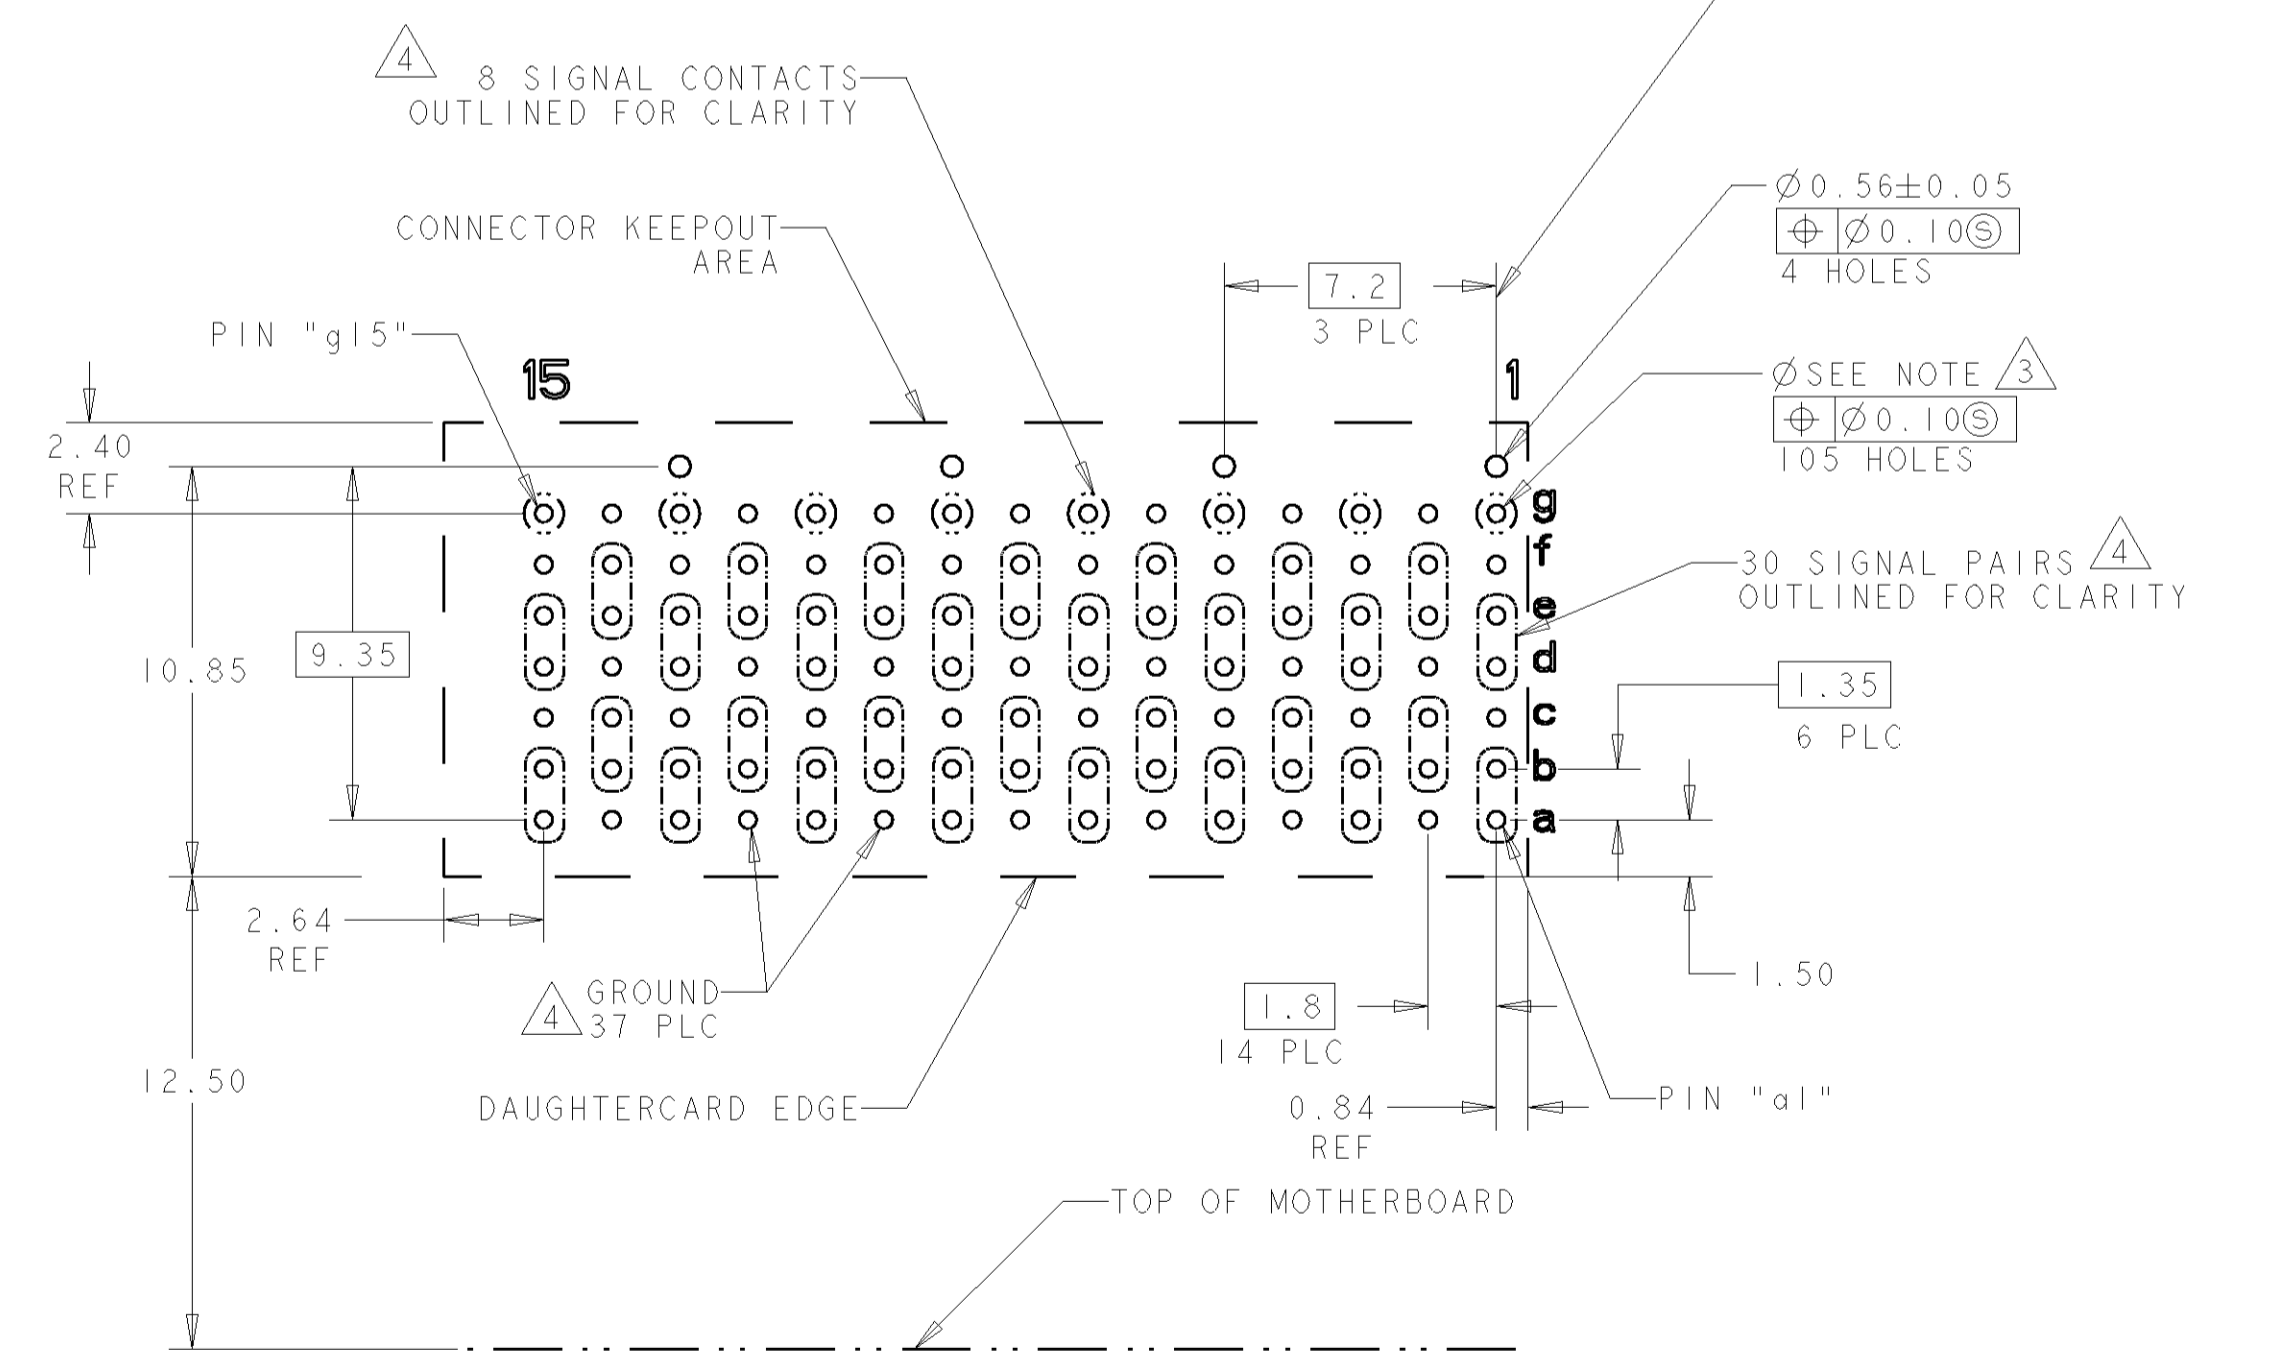 4
8 SIGNAL CONTACTS
OUTLINED FOR CLARITY
CONNECTOR KEEPOUT
AREA
PIN "g15"
15
1
7.2
3 PLC
Ø0.56±0.05
⌖ Ø0.10Ⓢ
4 HOLES
ØSEE NOTE 3
⌖ Ø0.10Ⓢ
105 HOLES
2.40
REF
g
f
e
d
c
b
a
30 SIGNAL PAIRS 4
OUTLINED FOR CLARITY
10.85
9.35
1.35
6 PLC
2.64
REF
4 GROUND
37 PLC
1.50
1.8
14 PLC
12.50
DAUGHTERCARD EDGE
0.84
REF
PIN "a1"
TOP OF MOTHERBOARD